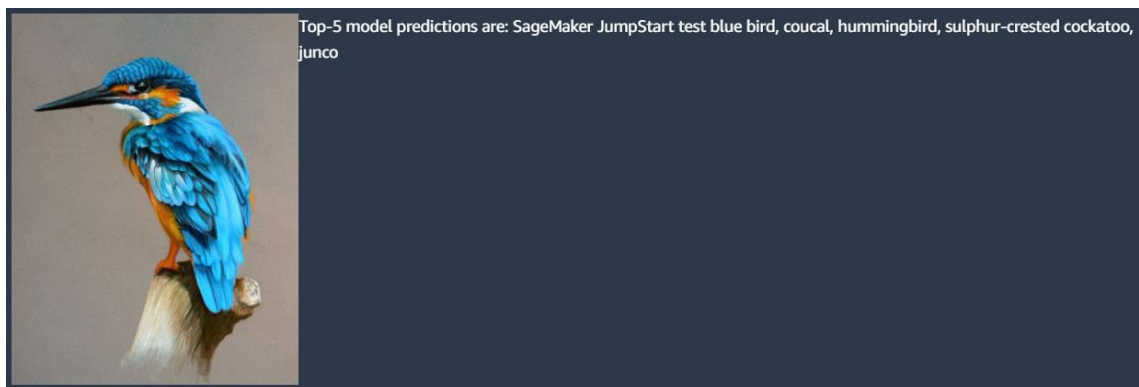 Top-5 model predictions are: SageMaker JumpStart test blue bird, coucal, hummingbird, sulphur-crested cockatoo,
junco